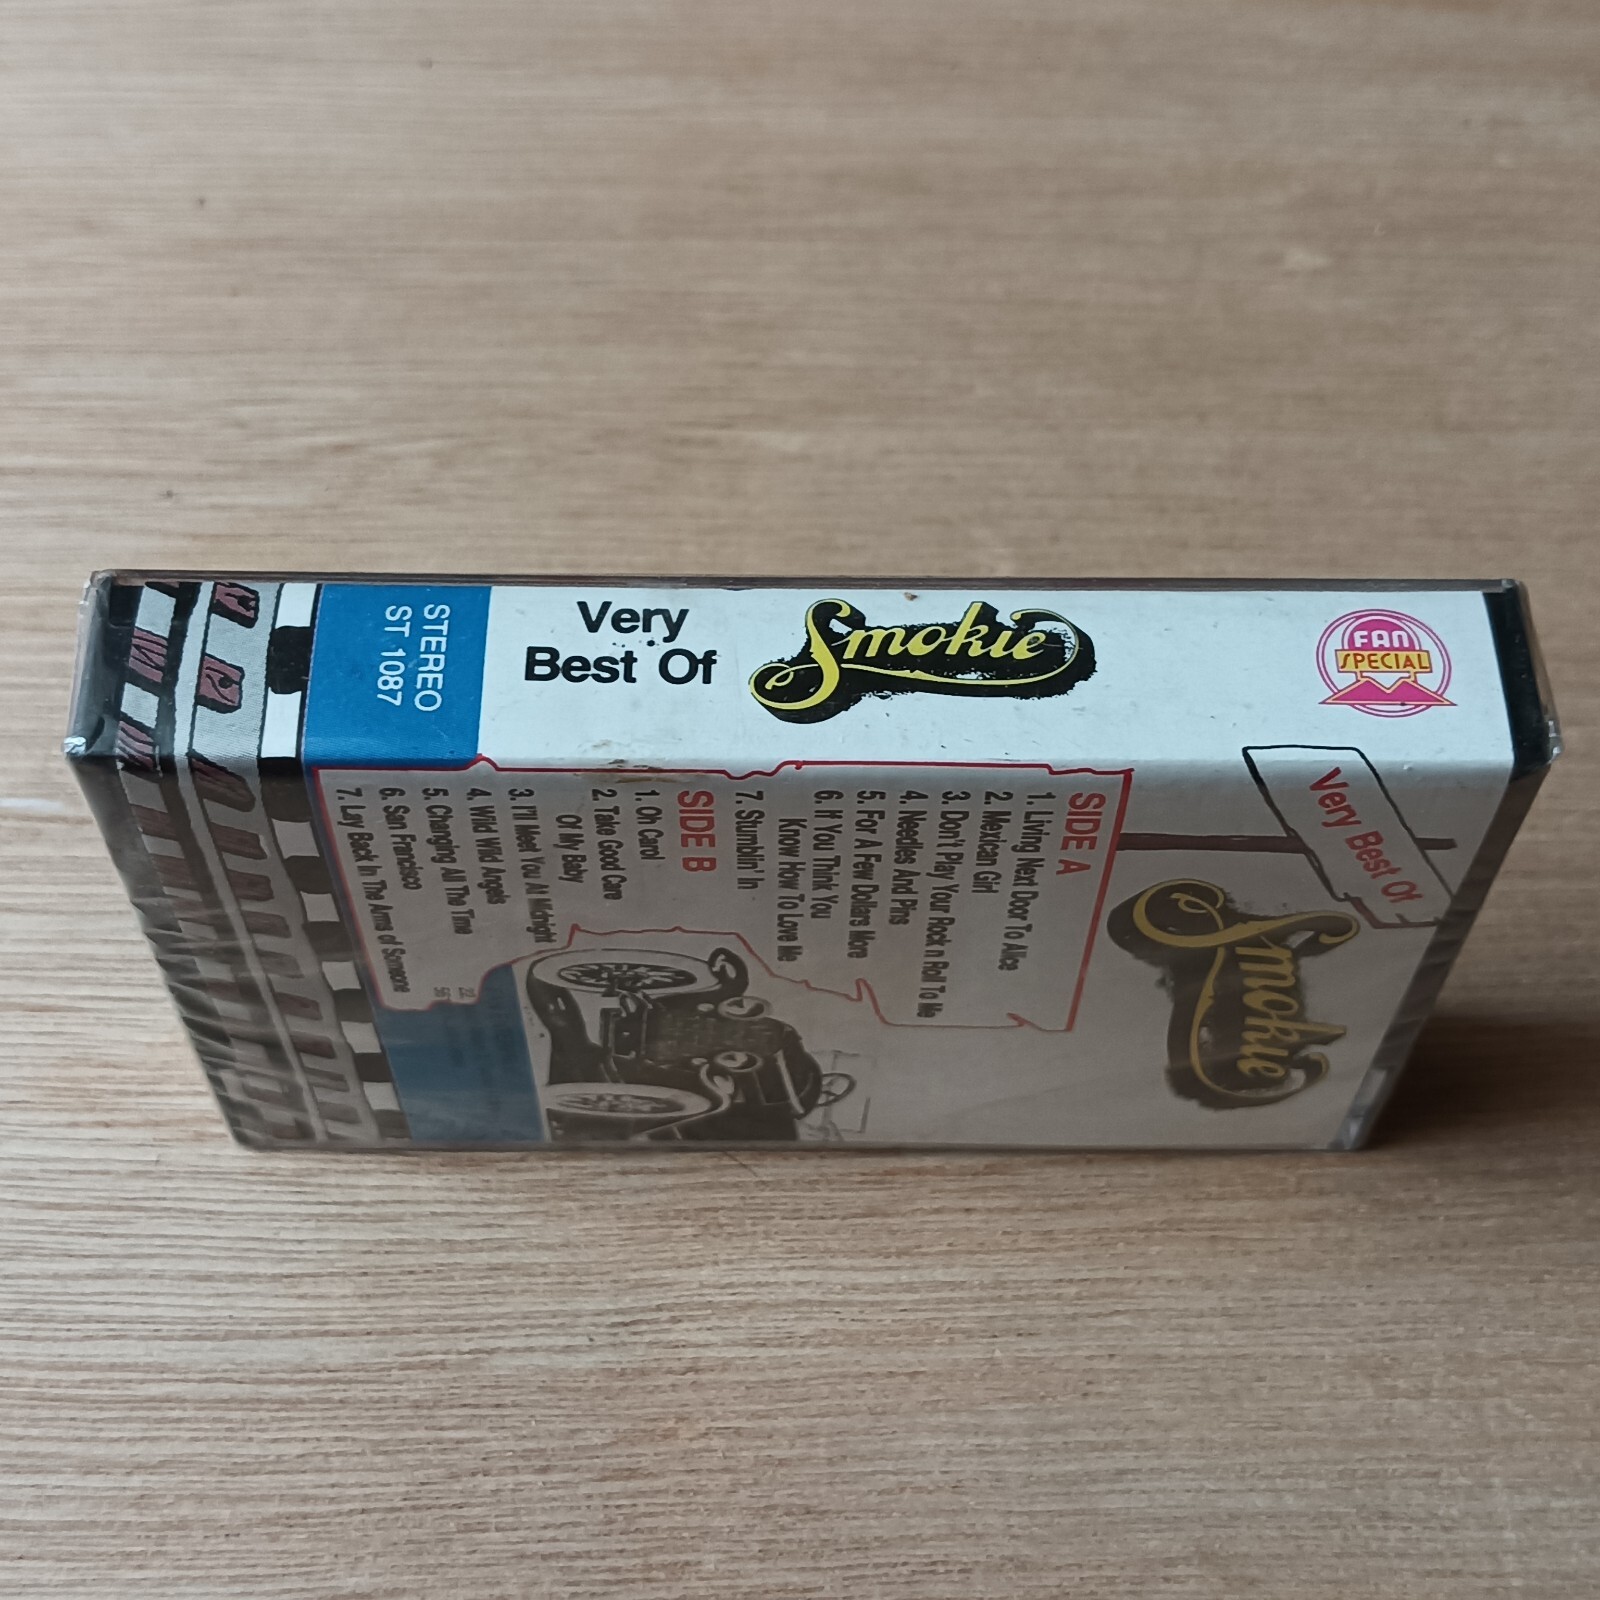 STEREO
ST 1087
Very
Best Of
Smokie
FAN
SPECIAL
Very Best Of
Smokie
SIDE A
1. Living Next Door To Alice
2. Mexican Girl
3. Don't Play Your Rock n Roll To Me
4. Needles And Pins
5. For A Few Dollars More
6. If You Think You
Know How To Love Me
7. Stumblin' In
SIDE B
1. Oh Carol
2. Take Good Care
Of My Baby
3. I'll Meet You At Midnight
4. Wild Wild Angels
5. Changing All The Time
6. San Francisco
7. Lay Back In The Arms of Someone